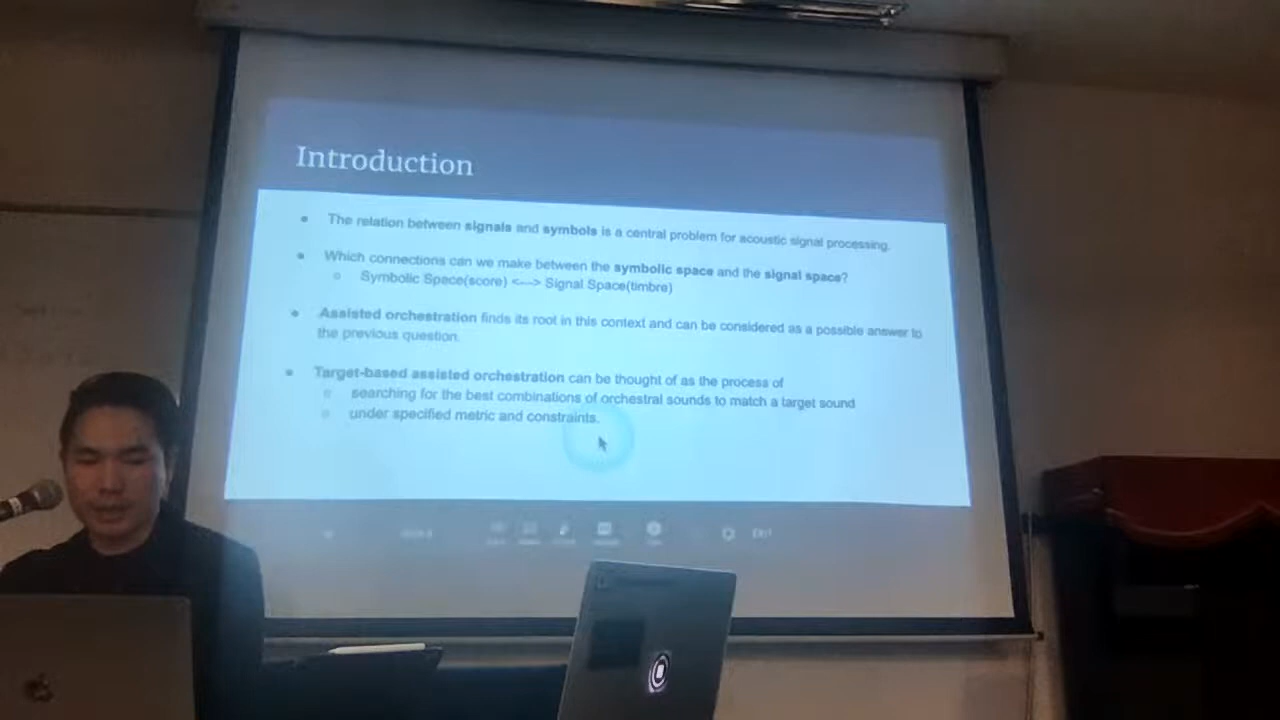 Introduction
● The relation between signals and symbols is a central problem for acoustic signal processing.
● Which connections can we make between the symbolic space and the signal space?
○ Symbolic Space(score) <---> Signal Space(timbre)
● Assisted orchestration finds its root in this context and can be considered as a possible answer to
the previous question.
● Target-based assisted orchestration can be thought of as the process of
○ searching for the best combinations of orchestral sounds to match a target sound
○ under specified metric and constraints.